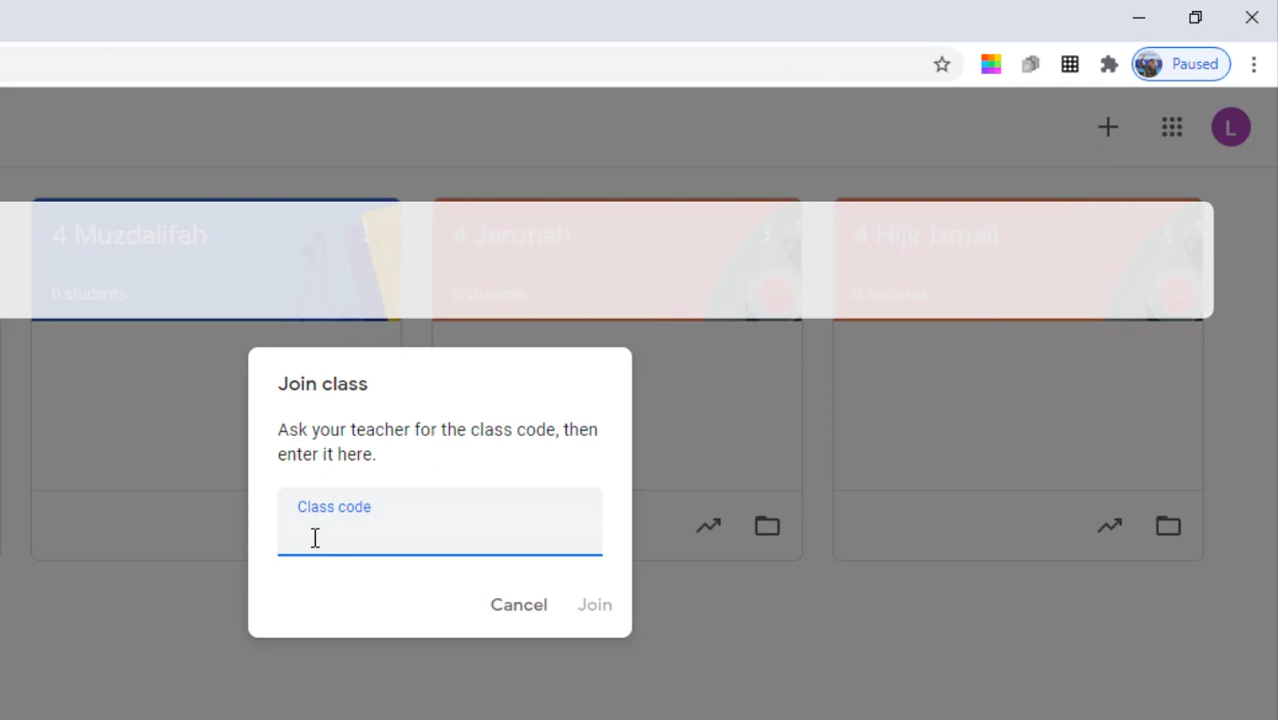 Paused
L
4 Muzdalifah
4 Jamonah
4 Hijir Ismail
0 students
0 students
0 students
Join class
Ask your teacher for the class code, then
enter it here.
Class code
Cancel
Join